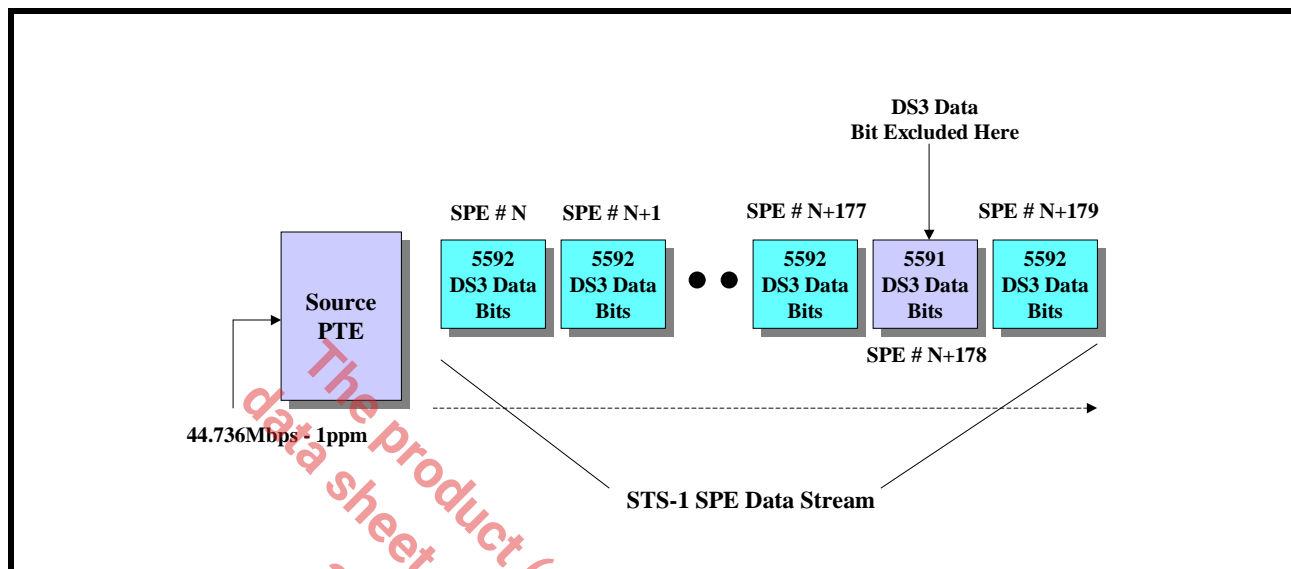 DS3 Data
Bit Excluded Here
SPE # N
SPE # N+1
SPE # N+177
SPE # N+179
5592
DS3 Data
Bits
5592
DS3 Data
Bits
5592
DS3 Data
Bits
5591
DS3 Data
Bits
5592
DS3 Data
Bits
Source
PTE
SPE # N+178
44.736Mbps - 1ppm
STS-1 SPE Data Stream
The product
data sheet